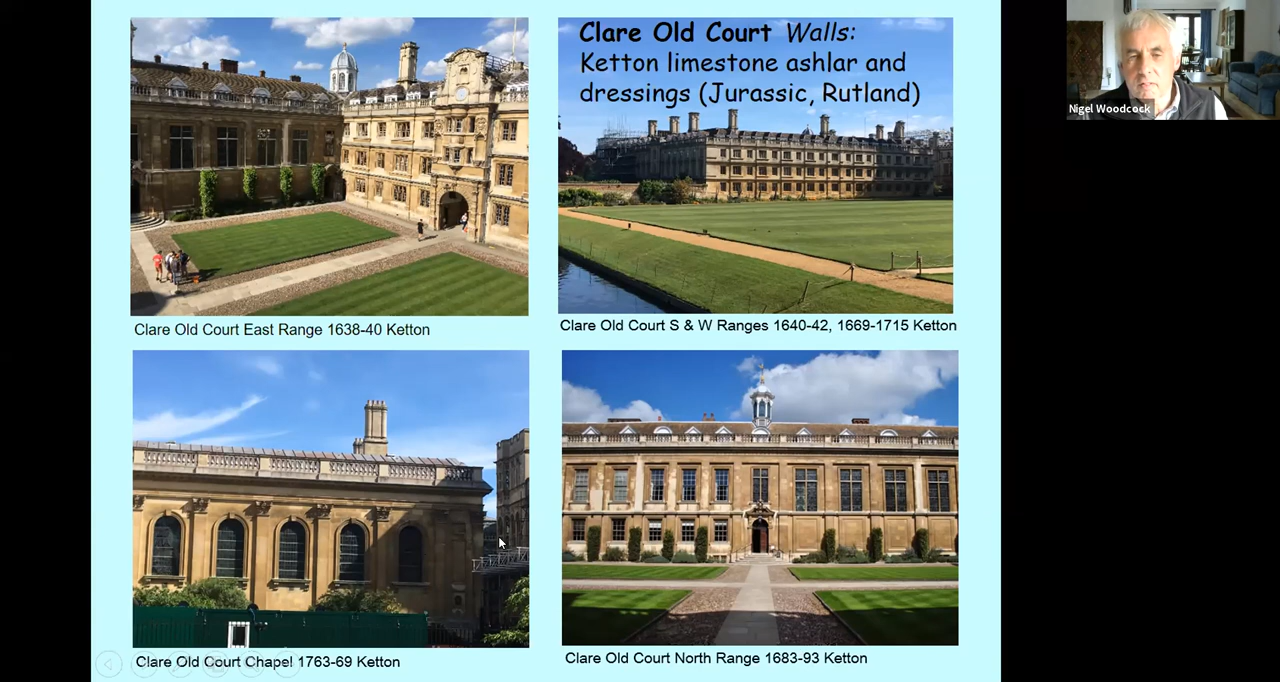 Clare Old Court Walls:
Ketton limestone ashlar and
dressings (Jurassic, Rutland)
Nigel Woodcock
Clare Old Court East Range 1638-40 Ketton
Clare Old Court S & W Ranges 1640-42, 1669-1715 Ketton
Clare Old Court Chapel 1763-69 Ketton
Clare Old Court North Range 1683-93 Ketton